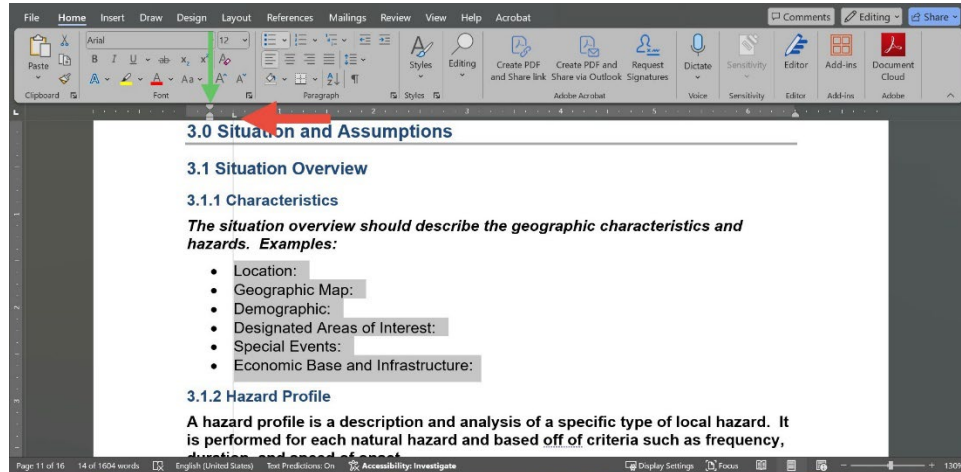 File Home Insert Draw Design Layout References Mailings Review View Help Acrobat Comments Editing Share
Arial 12
Paste Styles Editing Create PDF and Share link Create PDF and Share via Outlook Request Signatures Dictate Sensitivity Editor Add-ins Document Cloud
Clipboard Font Paragraph Styles Adobe Acrobat Voice Sensitivity Editor Add-ins Adobe
3.0 Situation and Assumptions
3.1 Situation Overview
3.1.1 Characteristics
The situation overview should describe the geographic characteristics and
hazards. Examples:
• Location:
• Geographic Map:
• Demographic:
• Designated Areas of Interest:
• Special Events:
• Economic Base and Infrastructure:
3.1.2 Hazard Profile
A hazard profile is a description and analysis of a specific type of local hazard. It
is performed for each natural hazard and based off of criteria such as frequency,
duration, and speed of onset
Page 11 of 16 14 of 1604 words English (United States) Text Predictions: On Accessibility: Investigate Display Settings Focus 130%